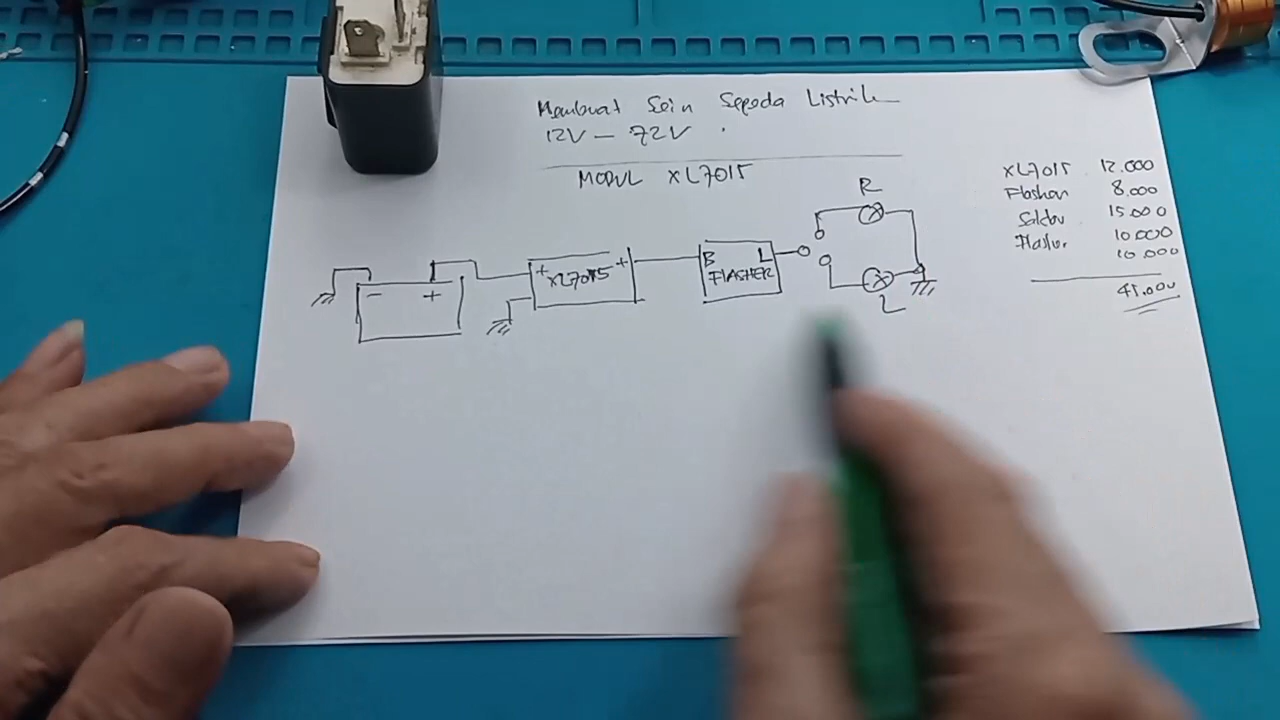 Membuat Sein Sepeda Listrik
12V — 72V
MODUL XL7015
R
- +
+ XL7015 +
B L
FLASHER
L
XL7015 12.000
Flasher 8.000
15.000
10.000
10.000